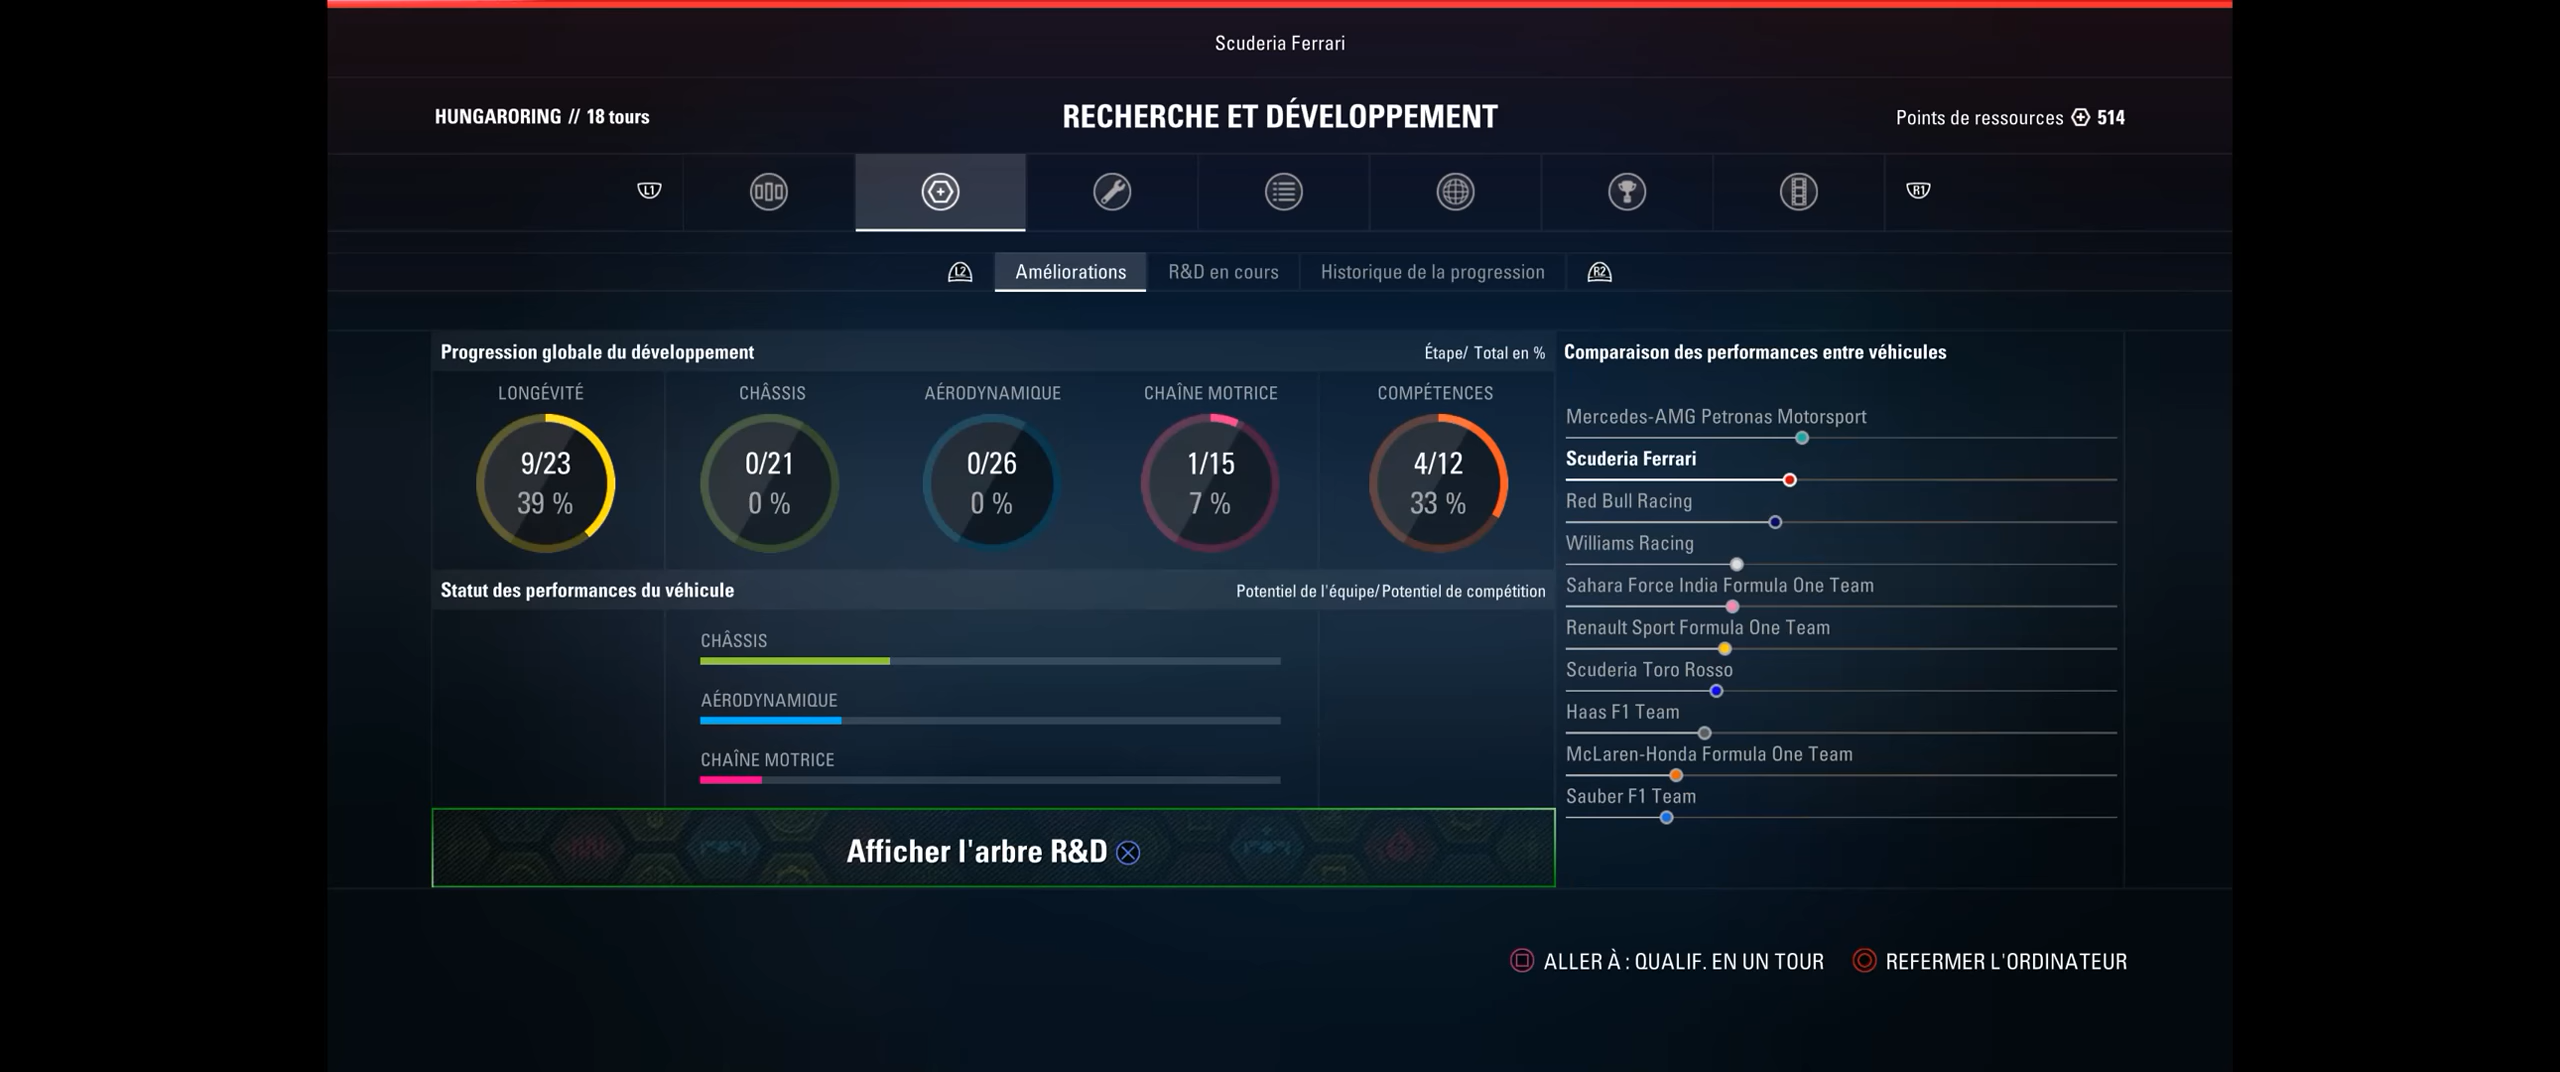 Scuderia Ferrari
HUNGARORING // 18 tours
RECHERCHE ET DÉVELOPPEMENT
Points de ressources 514
L1
R1
L2
Améliorations
R&D en cours
Historique de la progression
R2
Progression globale du développement
Étape/ Total en %
LONGÉVITÉ
CHÂSSIS
AÉRODYNAMIQUE
CHAÎNE MOTRICE
COMPÉTENCES
9/23
39 %
0/21
0 %
0/26
0 %
1/15
7 %
4/12
33 %
Statut des performances du véhicule
Potentiel de l'équipe/Potentiel de compétition
CHÂSSIS
AÉRODYNAMIQUE
CHAÎNE MOTRICE
Afficher l'arbre R&D
Comparaison des performances entre véhicules
Mercedes-AMG Petronas Motorsport
Scuderia Ferrari
Red Bull Racing
Williams Racing
Sahara Force India Formula One Team
Renault Sport Formula One Team
Scuderia Toro Rosso
Haas F1 Team
McLaren-Honda Formula One Team
Sauber F1 Team
ALLER À : QUALIF. EN UN TOUR
REFERMER L'ORDINATEUR